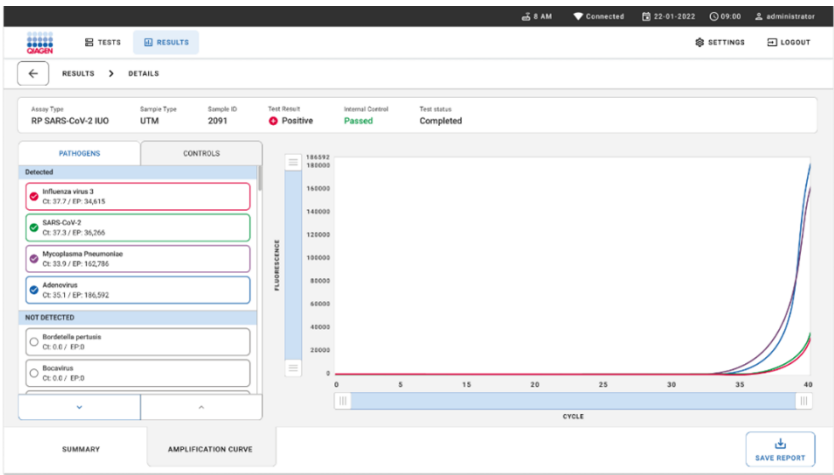 8 AM Connected 22-01-2022 09:00 administrator
QIAGEN TESTS RESULTS SETTINGS LOGOUT
RESULTS > DETAILS
Assay Type Sample Type Sample ID Test Result Internal Control Test status
RP SARS-CoV-2 IUO UTM 2091 Positive Passed Completed
PATHOGENS CONTROLS
Detected
Influenza virus 3
Ct: 37.7 / EP: 34,615
SARS-CoV-2
Ct: 37.3 / EP: 36,266
Mycoplasma Pneumoniae
Ct: 33.9 / EP: 162,786
Adenovirus
Ct: 35.1 / EP: 186,592
NOT DETECTED
Bordetella pertusis
Ct: 0.0 / EP:0
Bocavirus
Ct: 0.0 / EP:0
FLUORESCENCE
186592
180000
160000
140000
120000
100000
80000
60000
40000
20000
0
0 5 10 15 20 25 30 35 40
CYCLE
SUMMARY AMPLIFICATION CURVE SAVE REPORT